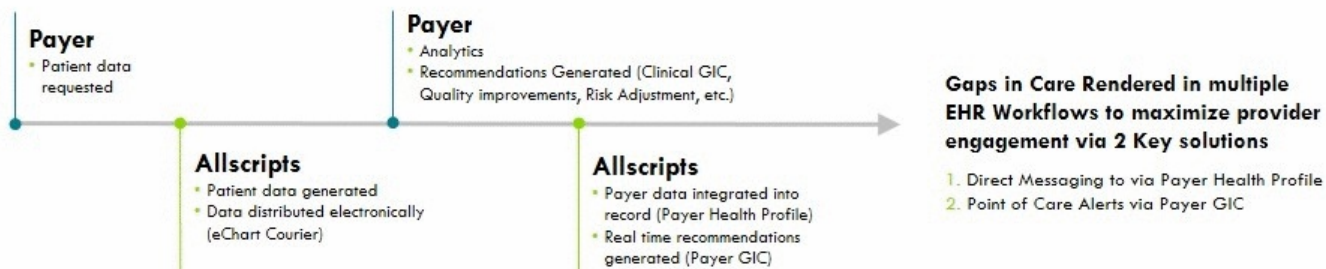 Payer
• Patient data
requested
Allscripts
• Patient data generated
• Data distributed electronically
(eChart Courier)
Payer
• Analytics
• Recommendations Generated (Clinical GIC,
Quality improvements, Risk Adjustment, etc.)
Allscripts
• Payer data integrated into
record (Payer Health Profile)
• Real time recommendations
generated (Payer GIC)
Gaps in Care Rendered in multiple
EHR Workflows to maximize provider
engagement via 2 Key solutions
1. Direct Messaging to via Payer Health Profile
2. Point of Care Alerts via Payer GIC